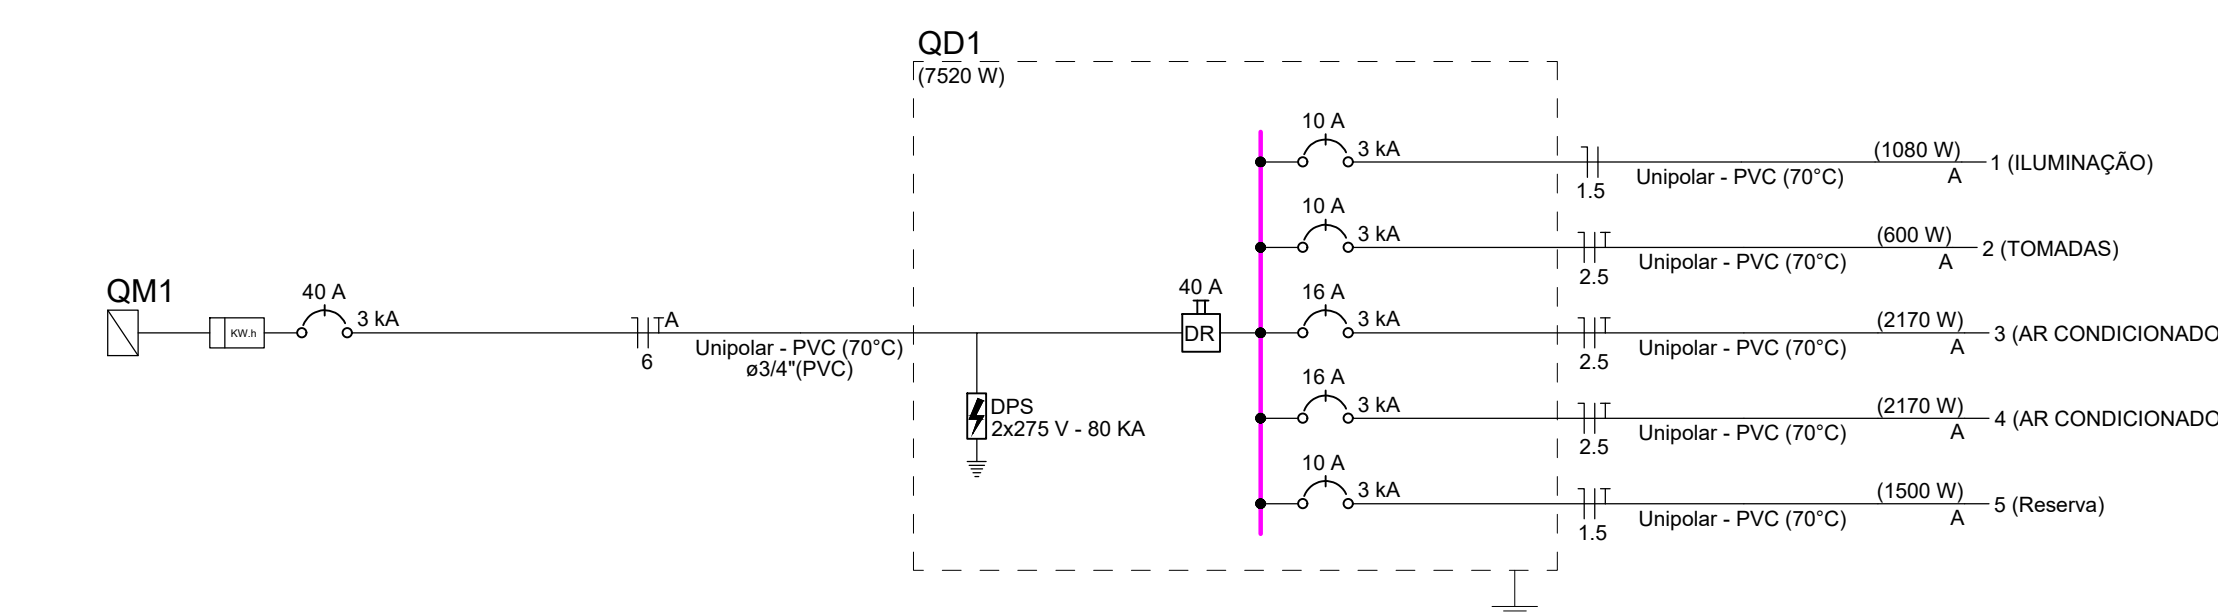 QD1
(7520 W)
10 A
3 kA
(1080 W)
1 (ILUMINAÇÃO)
1.5
Unipolar - PVC (70°C)
A
10 A
3 kA
(600 W)
2 (TOMADAS)
2.5
Unipolar - PVC (70°C)
A
QM1
KW.h
40 A
3 kA
A
6
Unipolar - PVC (70°C)
ø3/4"(PVC)
40 A
DR
16 A
3 kA
(2170 W)
3 (AR CONDICIONADO
2.5
Unipolar - PVC (70°C)
A
DPS
2x275 V - 80 KA
16 A
3 kA
(2170 W)
4 (AR CONDICIONADO
2.5
Unipolar - PVC (70°C)
A
10 A
3 kA
(1500 W)
5 (Reserva)
1.5
Unipolar - PVC (70°C)
A